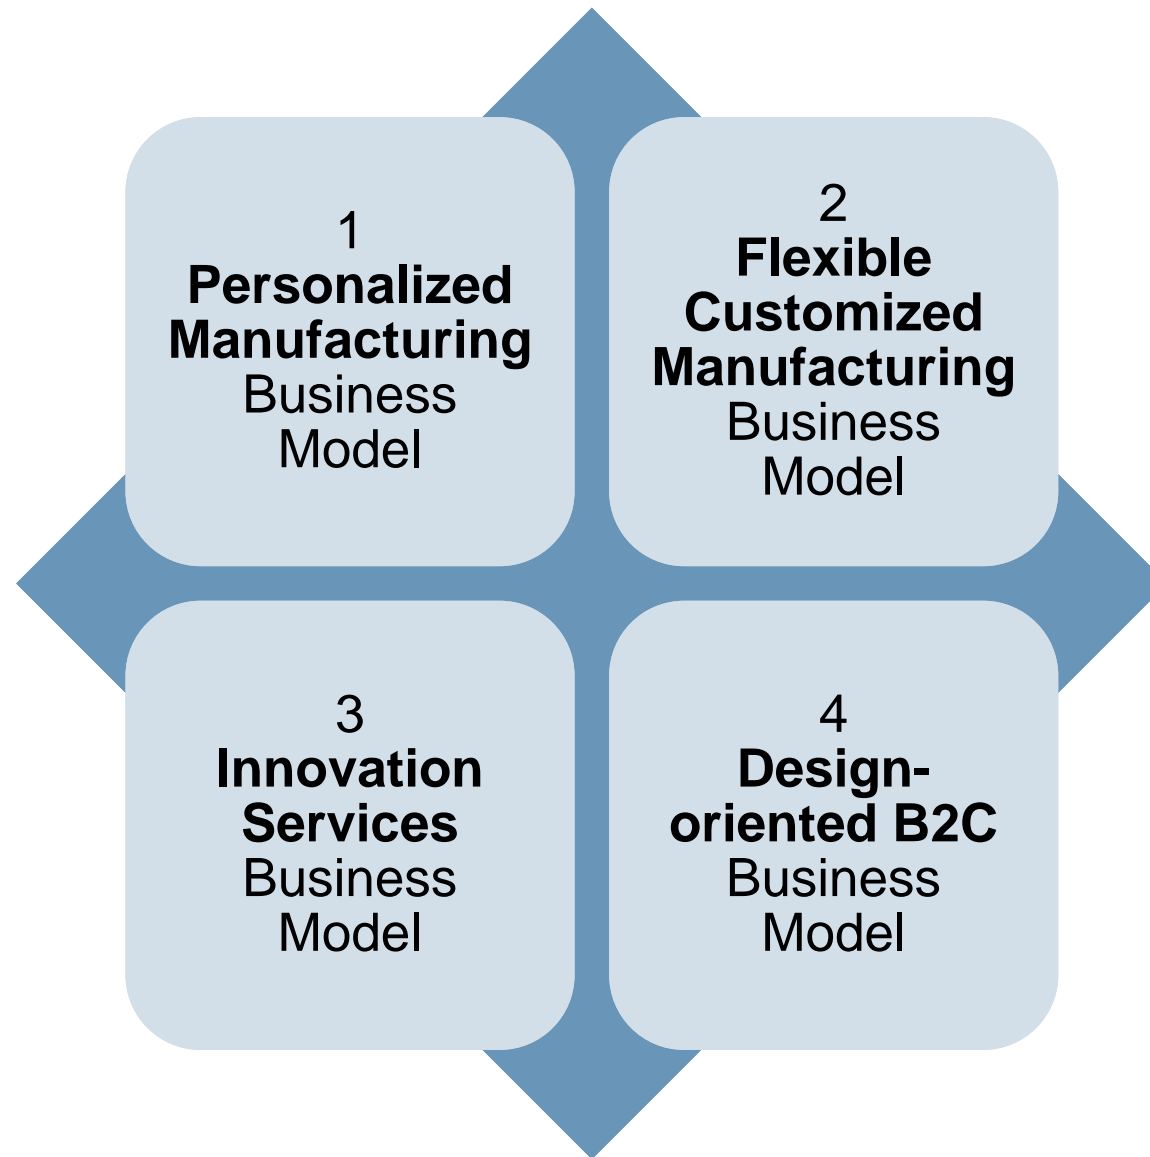 1
Personalized
Manufacturing
Business
Model
2
Flexible
Customized
Manufacturing
Business
Model
3
Innovation
Services
Business
Model
4
Design-
oriented B2C
Business
Model